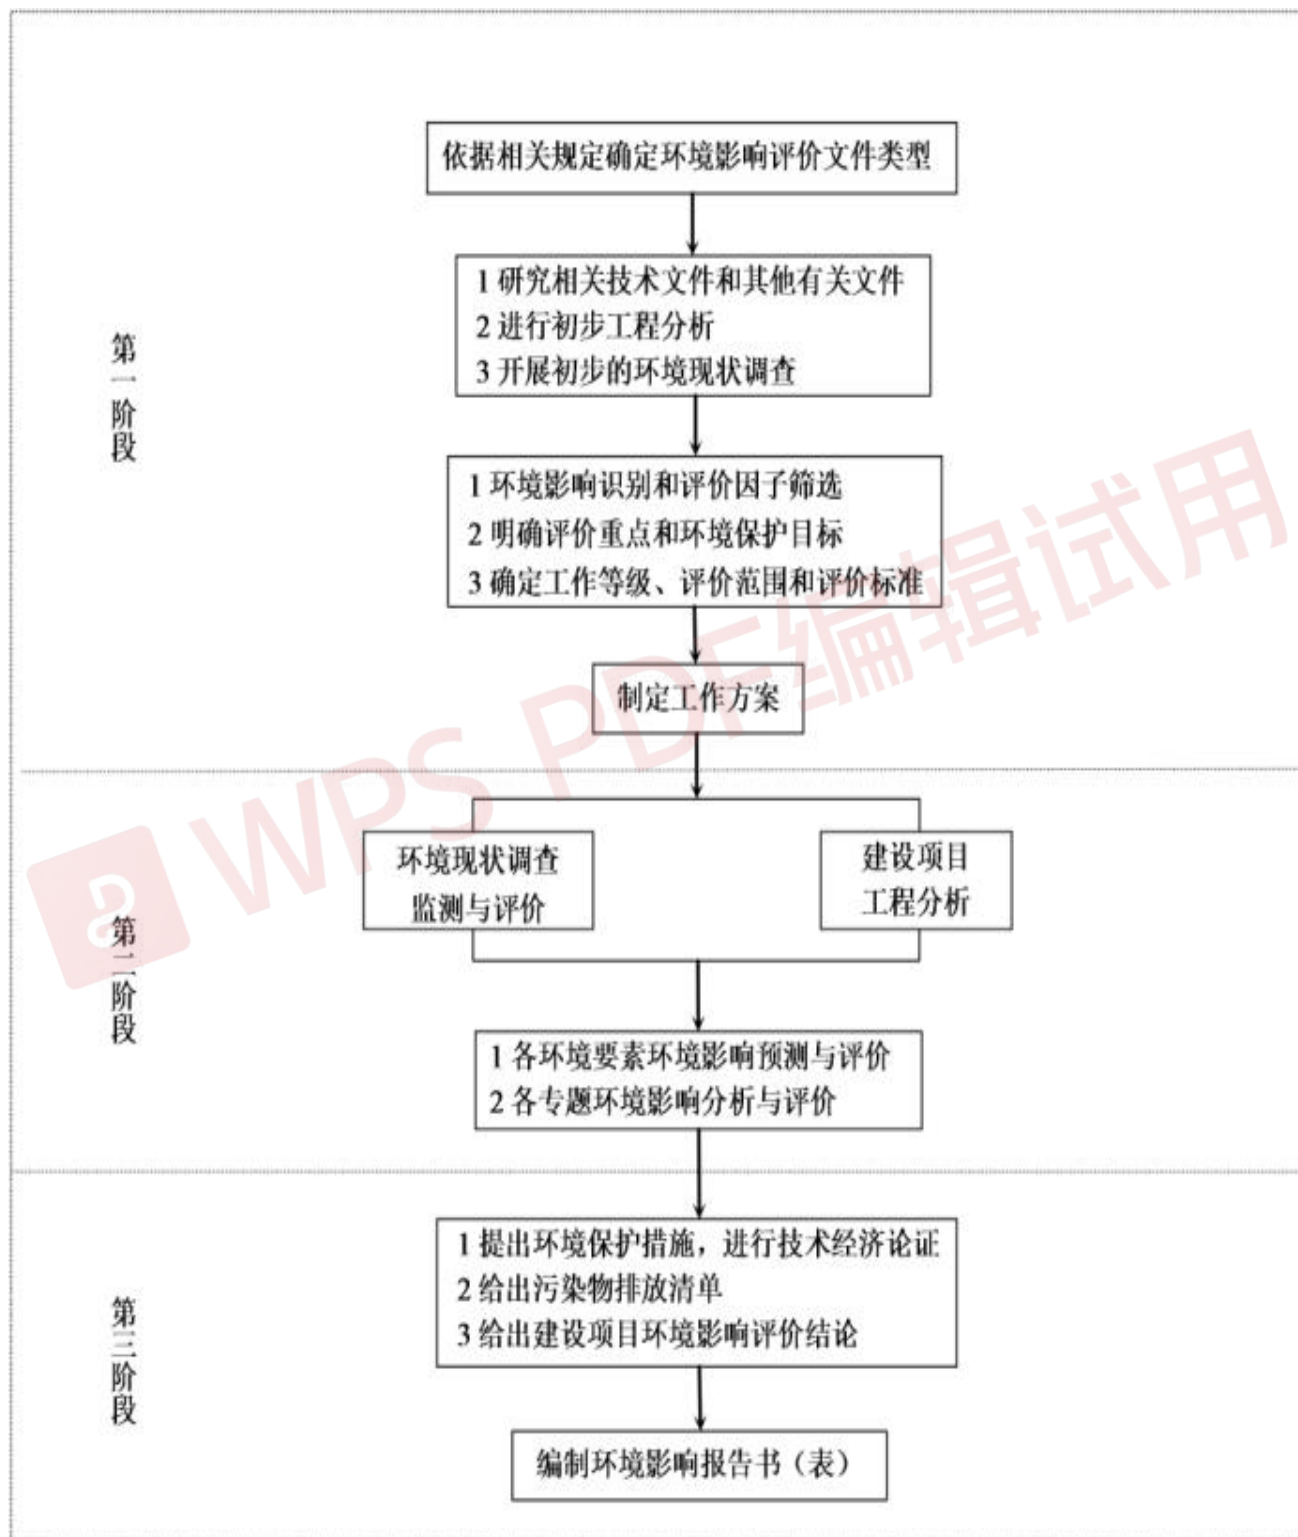 依据相关规定确定环境影响评价文件类型
1 研究相关技术文件和其他有关文件
2 进行初步工程分析
3 开展初步的环境现状调查
第一阶段
1 环境影响识别和评价因子筛选
2 明确评价重点和环境保护目标
3 确定工作等级、评价范围和评价标准
制定工作方案
WPS PDF编辑试用
环境现状调查
监测与评价
建设项目
工程分析
第二阶段
1 各环境要素环境影响预测与评价
2 各专题环境影响分析与评价
1 提出环境保护措施，进行技术经济论证
2 给出污染物排放清单
3 给出建设项目环境影响评价结论
第三阶段
编制环境影响报告书（表）